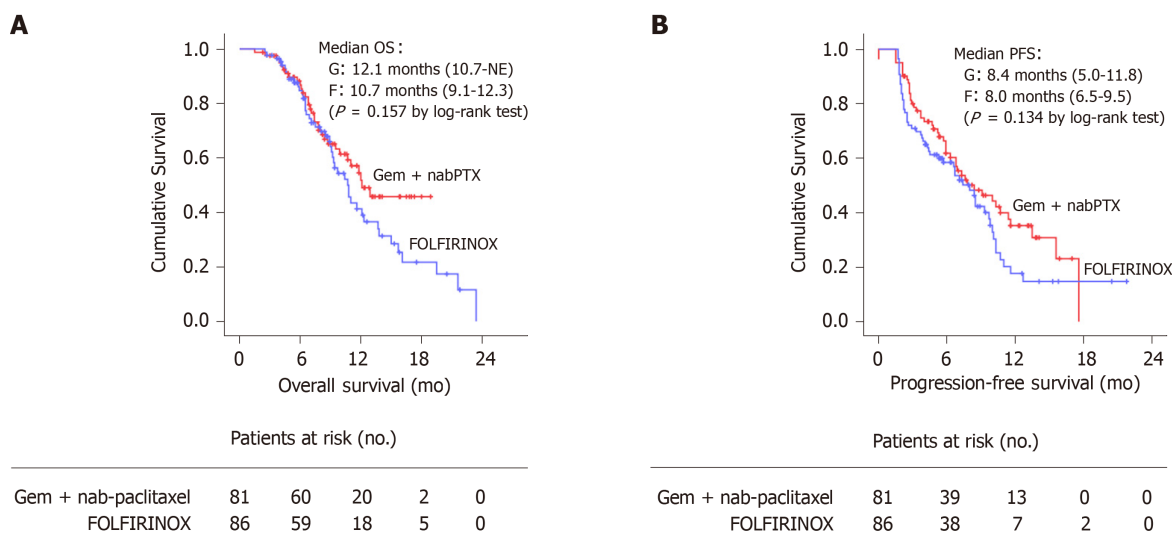 A
Cumulative Survival
1.0
0.8
0.6
0.4
0.2
0.0
Median OS:
G: 12.1 months (10.7-NE)
F: 10.7 months (9.1-12.3)
(P = 0.157 by log-rank test)
Gem + nabPTX
FOLFIRINOX
0 6 12 18 24
Overall survival (mo)
Patients at risk (no.)
Gem + nab-paclitaxel 81 60 20 2 0
FOLFIRINOX 86 59 18 5 0
B
Cumulative Survival
1.0
0.8
0.6
0.4
0.2
0.0
Median PFS:
G: 8.4 months (5.0-11.8)
F: 8.0 months (6.5-9.5)
(P = 0.134 by log-rank test)
Gem + nabPTX
FOLFIRINOX
0 6 12 18 24
Progression-free survival (mo)
Patients at risk (no.)
Gem + nab-paclitaxel 81 39 13 0 0
FOLFIRINOX 86 38 7 2 0